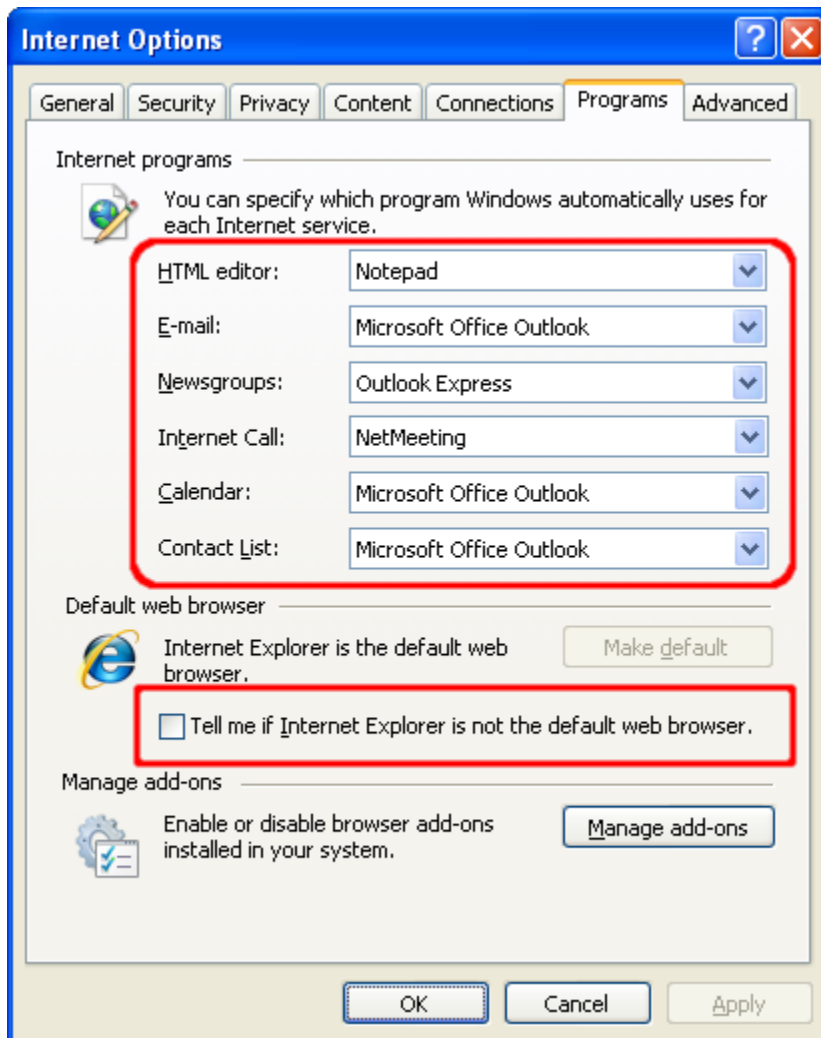 Internet Options
General Security Privacy Content Connections Programs Advanced
Internet programs
You can specify which program Windows automatically uses for
each Internet service.
HTML editor: Notepad
E-mail: Microsoft Office Outlook
Newsgroups: Outlook Express
Internet Call: NetMeeting
Calendar: Microsoft Office Outlook
Contact List: Microsoft Office Outlook
Default web browser
Internet Explorer is the default web
browser.
Make default
Tell me if Internet Explorer is not the default web browser.
Manage add-ons
Enable or disable browser add-ons
installed in your system.
Manage add-ons
OK Cancel Apply